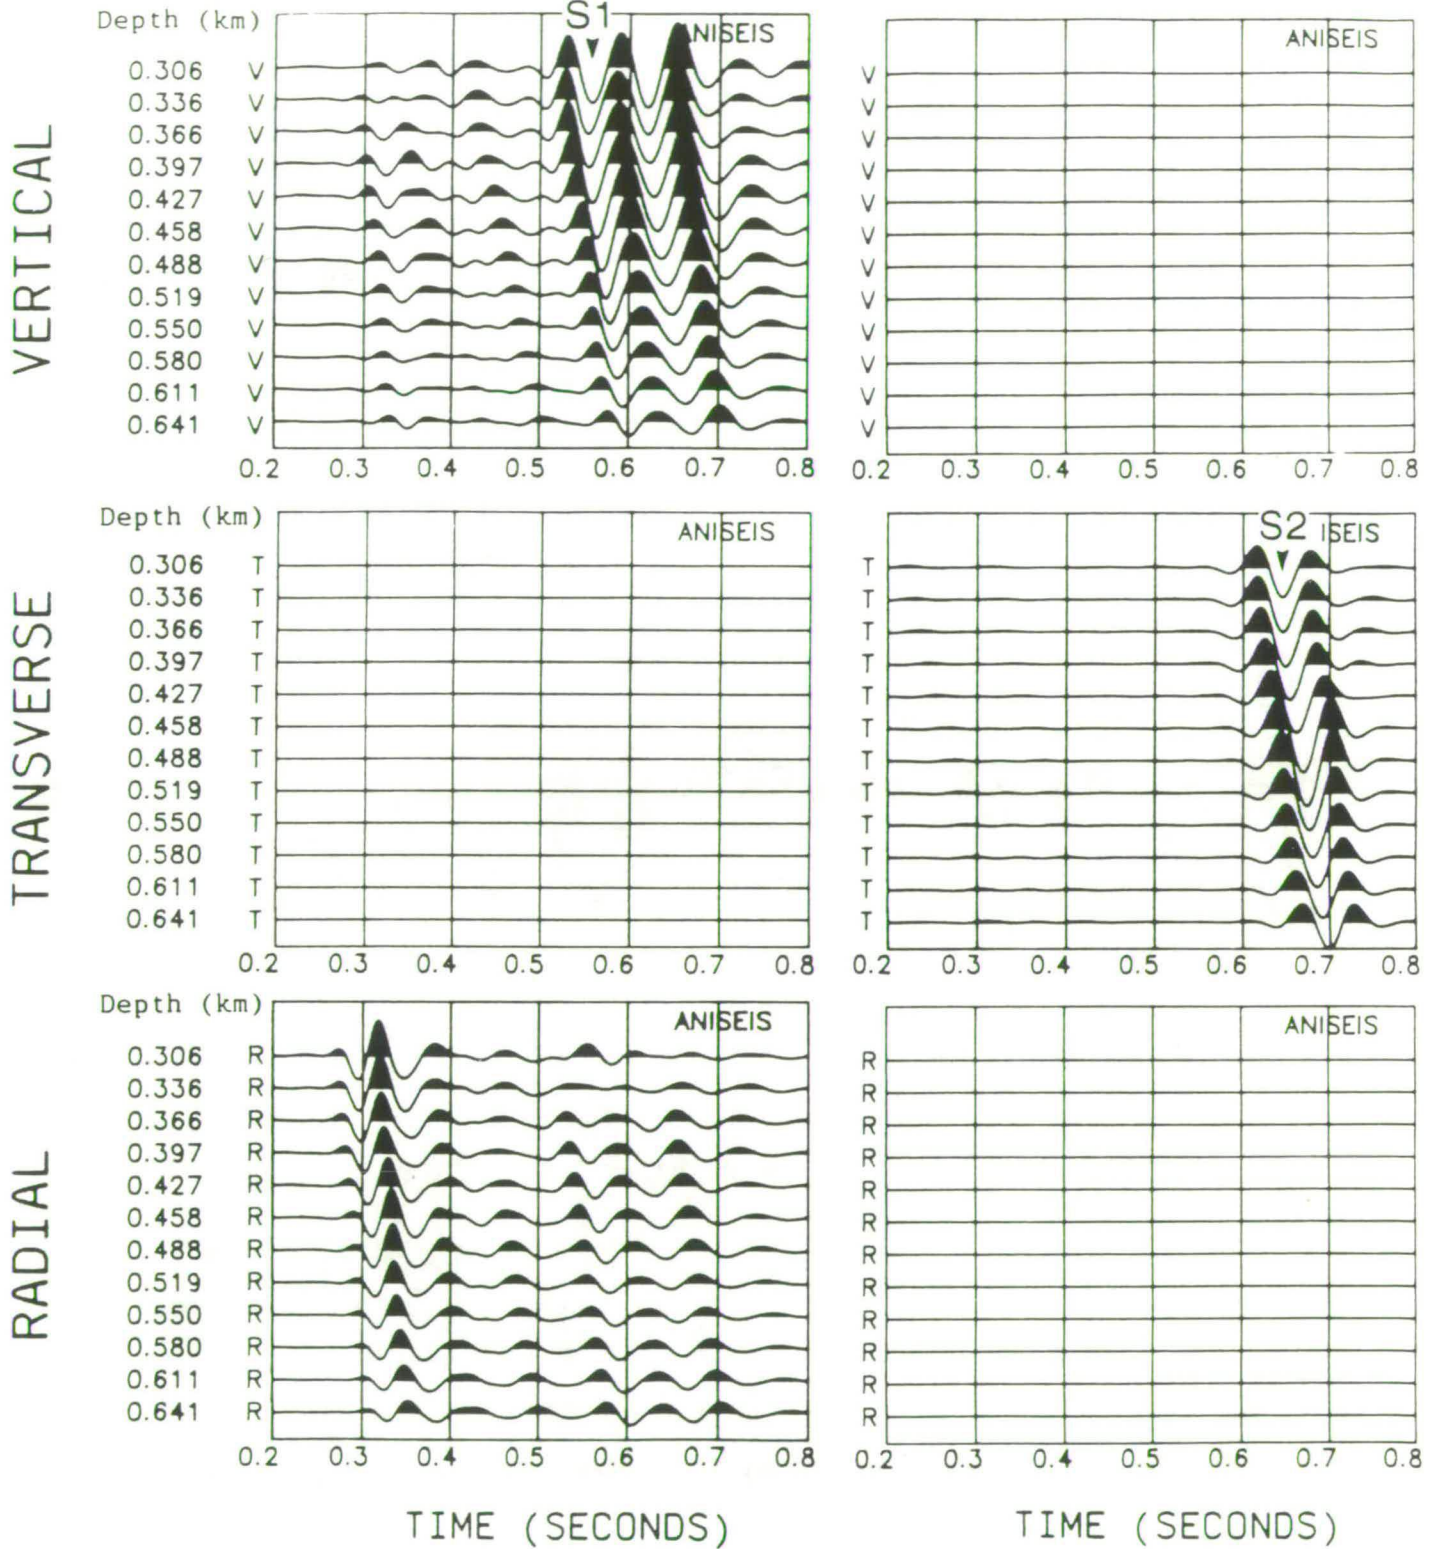 Depth (km)
S1
ANISEIS
ANISEIS
VERTICAL
0.306 V V
0.336 V V
0.366 V V
0.397 V V
0.427 V V
0.458 V V
0.488 V V
0.519 V V
0.550 V V
0.580 V V
0.611 V V
0.641 V V
0.2 0.3 0.4 0.5 0.6 0.7 0.8 0.2 0.3 0.4 0.5 0.6 0.7 0.8
Depth (km)
ANISEIS
S2 ISEIS
TRANSVERSE
0.306 T T
0.336 T T
0.366 T T
0.397 T T
0.427 T T
0.458 T T
0.488 T T
0.519 T T
0.550 T T
0.580 T T
0.611 T T
0.641 T T
0.2 0.3 0.4 0.5 0.6 0.7 0.8 0.2 0.3 0.4 0.5 0.6 0.7 0.8
Depth (km)
ANISEIS
ANISEIS
RADIAL
0.306 R R
0.336 R R
0.366 R R
0.397 R R
0.427 R R
0.458 R R
0.488 R R
0.519 R R
0.550 R R
0.580 R R
0.611 R R
0.641 R R
0.2 0.3 0.4 0.5 0.6 0.7 0.8 0.2 0.3 0.4 0.5 0.6 0.7 0.8
TIME (SECONDS) TIME (SECONDS)